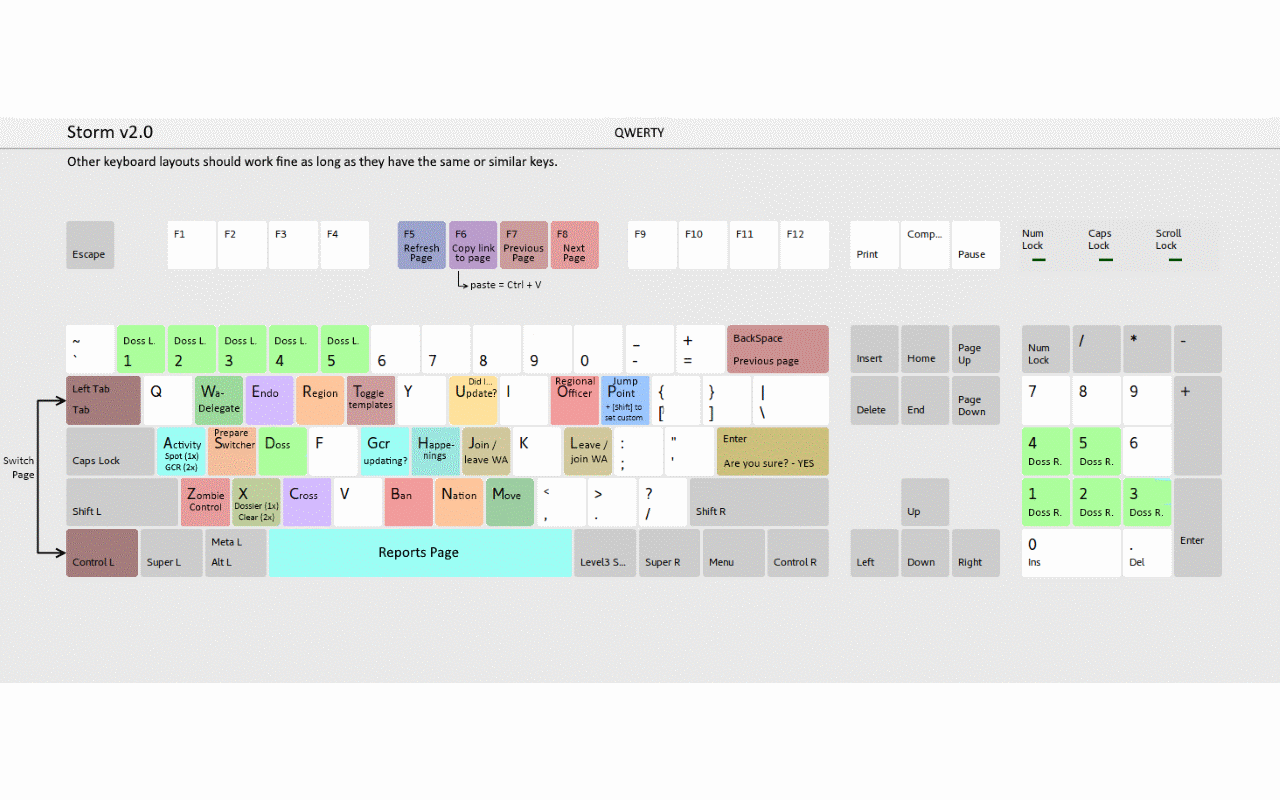 Storm v2.0
QWERTY
Other keyboard layouts should work fine as long as they have the same or similar keys.
Escape
F1
F2
F3
F4
F5
Refresh
Page
F6
Copy link
to page
F7
Previous
Page
F8
Next
Page
F9
F10
F11
F12
Print
Comp...
Pause
Num
Lock
Caps
Lock
Scroll
Lock
paste = Ctrl + V
~
`
Doss L.
1
Doss L.
2
Doss L.
3
Doss L.
4
Doss L.
5
6
7
8
9
0
_
-
+
=
BackSpace
Previous page
Insert
Home
Page
Up
Num
Lock
/
*
-
Left Tab
Tab
Q
Wa-
Delegate
Endo
Region
Toggle
templates
Y
Did I...
Update?
I
Regional
Officer
Jump
Point
+ [Shift] to
set custom
{
[
}
]
|
\
Delete
End
Page
Down
7
8
9
+
Switch
Page
Caps Lock
Activity
Spot (1x)
GCR (2x)
Prepare
Switcher
Doss
F
Gcr
updating?
Happe-
nings
Join /
leave WA
K
Leave /
join WA
:
;
"
'
Enter
Are you sure? - YES
4
Doss R.
5
Doss R.
6
Shift L
Zombie
Control
X
Dossier (1x)
Clear (2x)
Cross
V
Ban
Nation
Move
<
,
>
.
?
/
Shift R
Up
1
Doss R.
2
Doss R.
3
Doss R.
Enter
Control L
Super L
Meta L
Alt L
Reports Page
Level3 S...
Super R
Menu
Control R
Left
Down
Right
0
Ins
.
Del